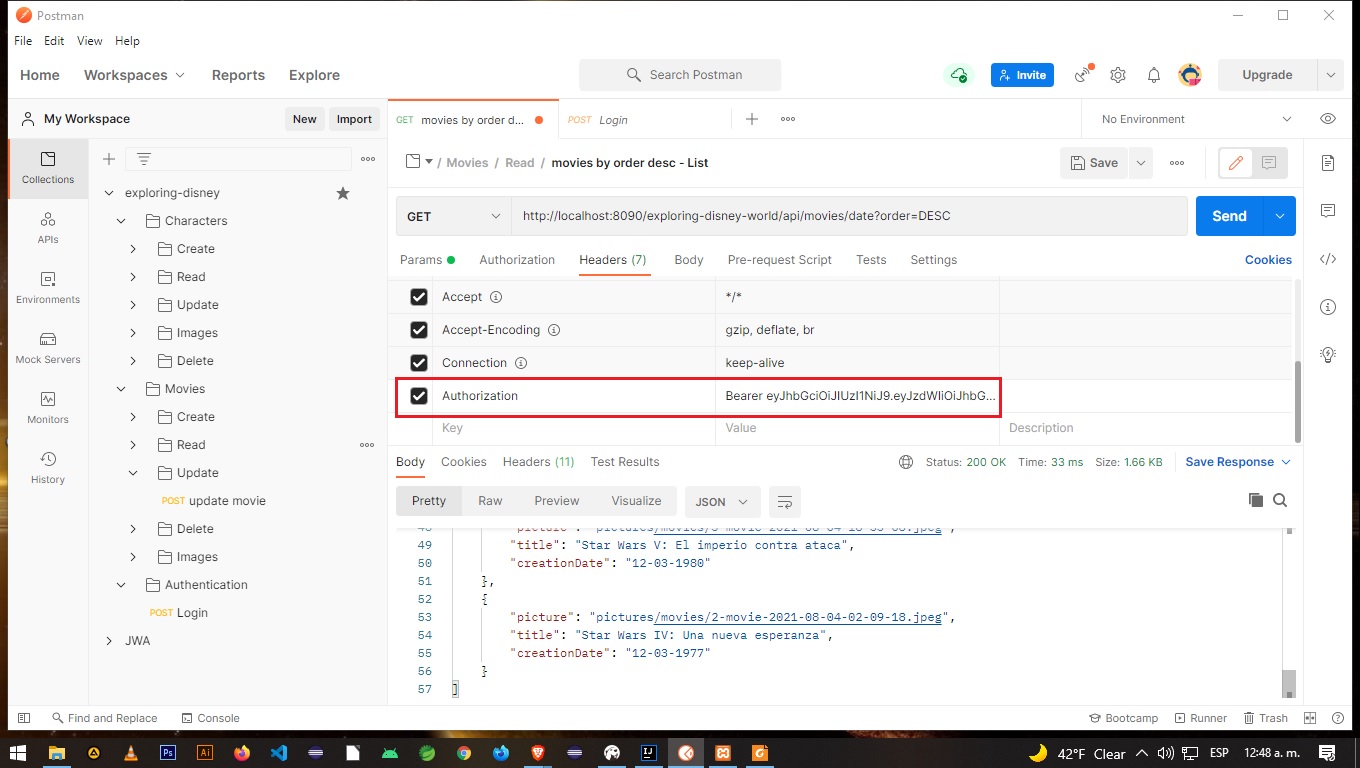 Postman
File Edit View Help
Home Workspaces Reports Explore Search Postman Invite Upgrade
My Workspace New Import GET movies by order d... POST Login No Environment
Collections
APIs
Environments
Mock Servers
Monitors
History
exploring-disney
Characters
Create
Read
Update
Images
Delete
Movies
Create
Read
Update
POST update movie
Delete
Images
Authentication
POST Login
JWA
/ Movies / Read / movies by order desc - List Save
GET http://localhost:8090/exploring-disney-world/api/movies/date?order=DESC Send
Params Authorization Headers (7) Body Pre-request Script Tests Settings Cookies
Accept */*
Accept-Encoding gzip, deflate, br
Connection keep-alive
Authorization Bearer eyJhbGciOiJIUzI1NiJ9.eyJzdWIiOiJhbG...
Key Value Description
Body Cookies Headers (11) Test Results Status: 200 OK Time: 33 ms Size: 1.66 KB Save Response
Pretty Raw Preview Visualize JSON
49 "title": "Star Wars V: El imperio contra ataca",
50 "creationDate": "12-03-1980"
51 },
52 {
53 "picture": "pictures/movies/2-movie-2021-08-04-02-09-18.jpeg",
54 "title": "Star Wars IV: Una nueva esperanza",
55 "creationDate": "12-03-1977"
56 }
57 ]
Find and Replace Console Bootcamp Runner Trash
Ps Ai IJ 42°F Clear ESP 12:48 a. m.